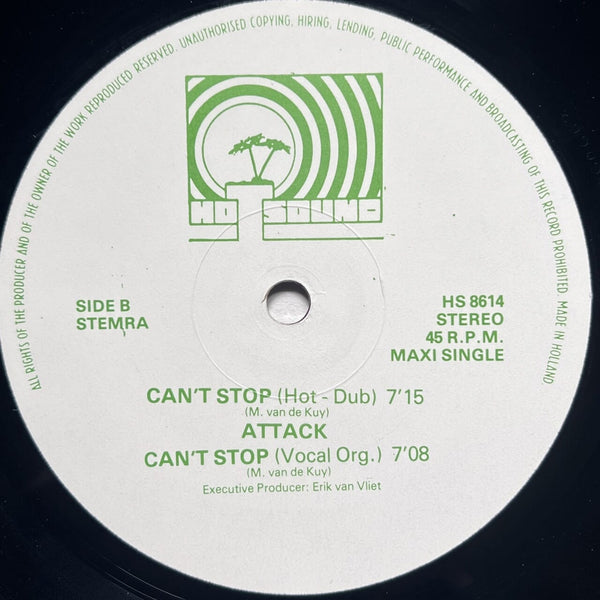 ALL RIGHTS OF THE PRODUCER AND OF THE OWNER OF THE WORK REPRODUCED RESERVED. UNAUTHORISED COPYING, HIRING, LENDING, PUBLIC PERFORMANCE AND BROADCASTING OF THIS RECORD PROHIBITED. MADE IN HOLLAND
HOT SOUND
SIDE B
STEMRA
HS 8614
STEREO
45 R.P.M.
MAXI SINGLE
CAN'T STOP (Hot - Dub) 7'15
(M. van de Kuy)
ATTACK
CAN'T STOP (Vocal Org.) 7'08
(M. van de Kuy)
Executive Producer: Erik van Vliet